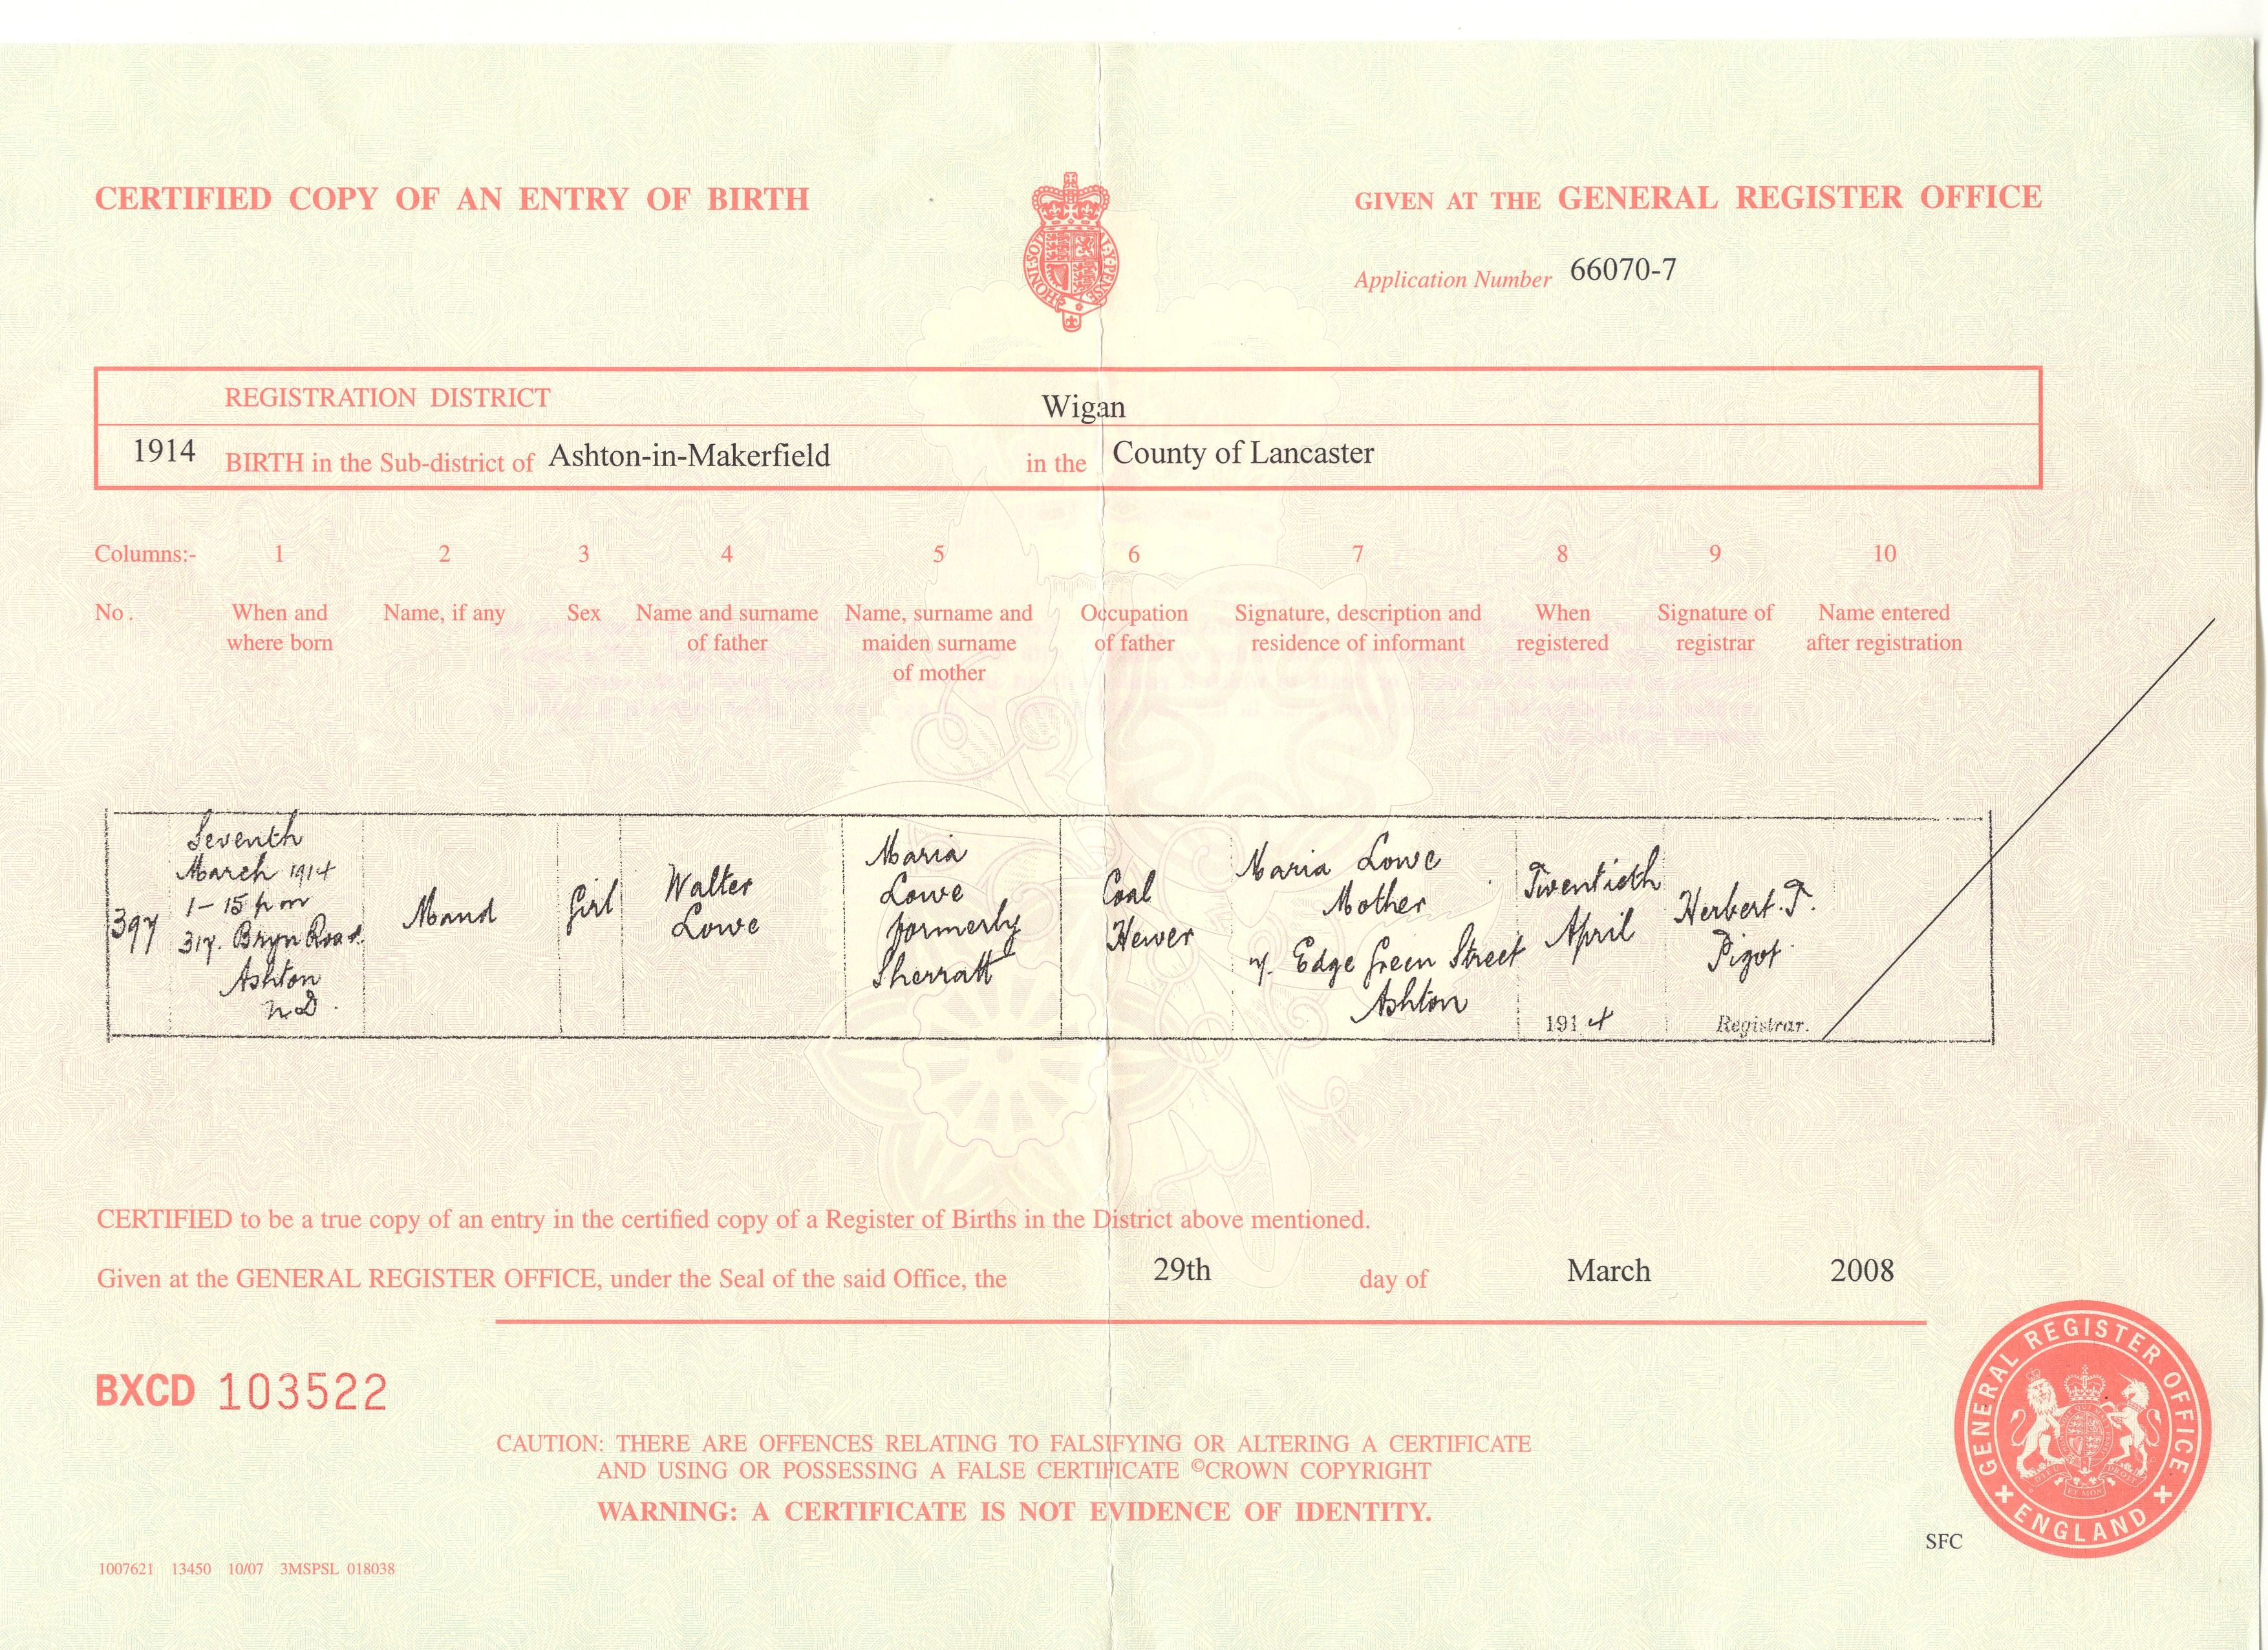 CERTIFIED COPY OF AN ENTRY OF BIRTH
GIVEN AT THE GENERAL REGISTER OFFICE
HONI·SOI
Y·PENSE
Application Number 66070-7
REGISTRATION DISTRICT Wigan
1914 BIRTH in the Sub-district of Ashton-in-Makerfield in the County of Lancaster
Columns:- 1 2 3 4 5 6 7 8 9 10
No. When and where born
Name, if any
Sex
Name and surname of father
Name, surname and maiden surname of mother
Occupation of father
Signature, description and residence of informant
When registered
Signature of registrar
Name entered after registration
397
Seventh
March 1914
1-15 p m
317. Bryn Road
Ashton
Maud
Girl
Walter
Lowe
Maria
Lowe
formerly
Sherratt
Coal
Hewer
Maria Lowe
Mother
7. Edge Green Street
Ashton
Twentieth
April
1914
Herbert. T.
Pigot.
Registrar.
CERTIFIED to be a true copy of an entry in the certified copy of a Register of Births in the District above mentioned.
Given at the GENERAL REGISTER OFFICE, under the Seal of the said Office, the 29th day of March 2008
BXCD 103522
CAUTION: THERE ARE OFFENCES RELATING TO FALSIFYING OR ALTERING A CERTIFICATE
AND USING OR POSSESSING A FALSE CERTIFICATE ©CROWN COPYRIGHT
WARNING: A CERTIFICATE IS NOT EVIDENCE OF IDENTITY.
GENERAL REGISTER OFFICE
ENGLAND
SFC
1007621 13450 10/07 3MSPSL 018038